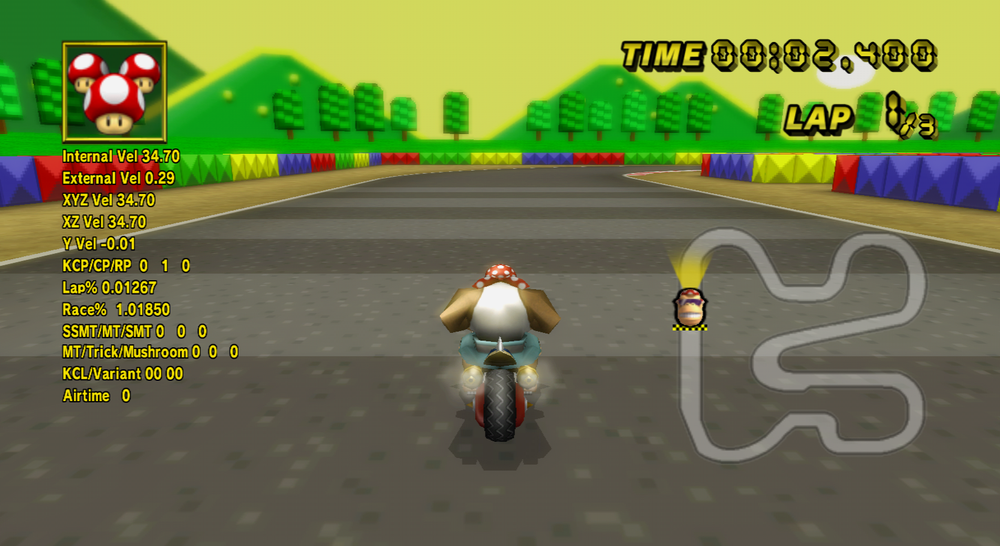 TIME 00:02.400
LAP 1/3
Internal Vel 34.70
External Vel 0.29
XYZ Vel 34.70
XZ Vel 34.70
Y Vel -0.01
KCP/CP/RP 0 1 0
Lap% 0.01267
Race% 1.01850
SSMT/MT/SMT 0 0 0
MT/Trick/Mushroom 0 0 0
KCL/Variant 00 00
Airtime 0